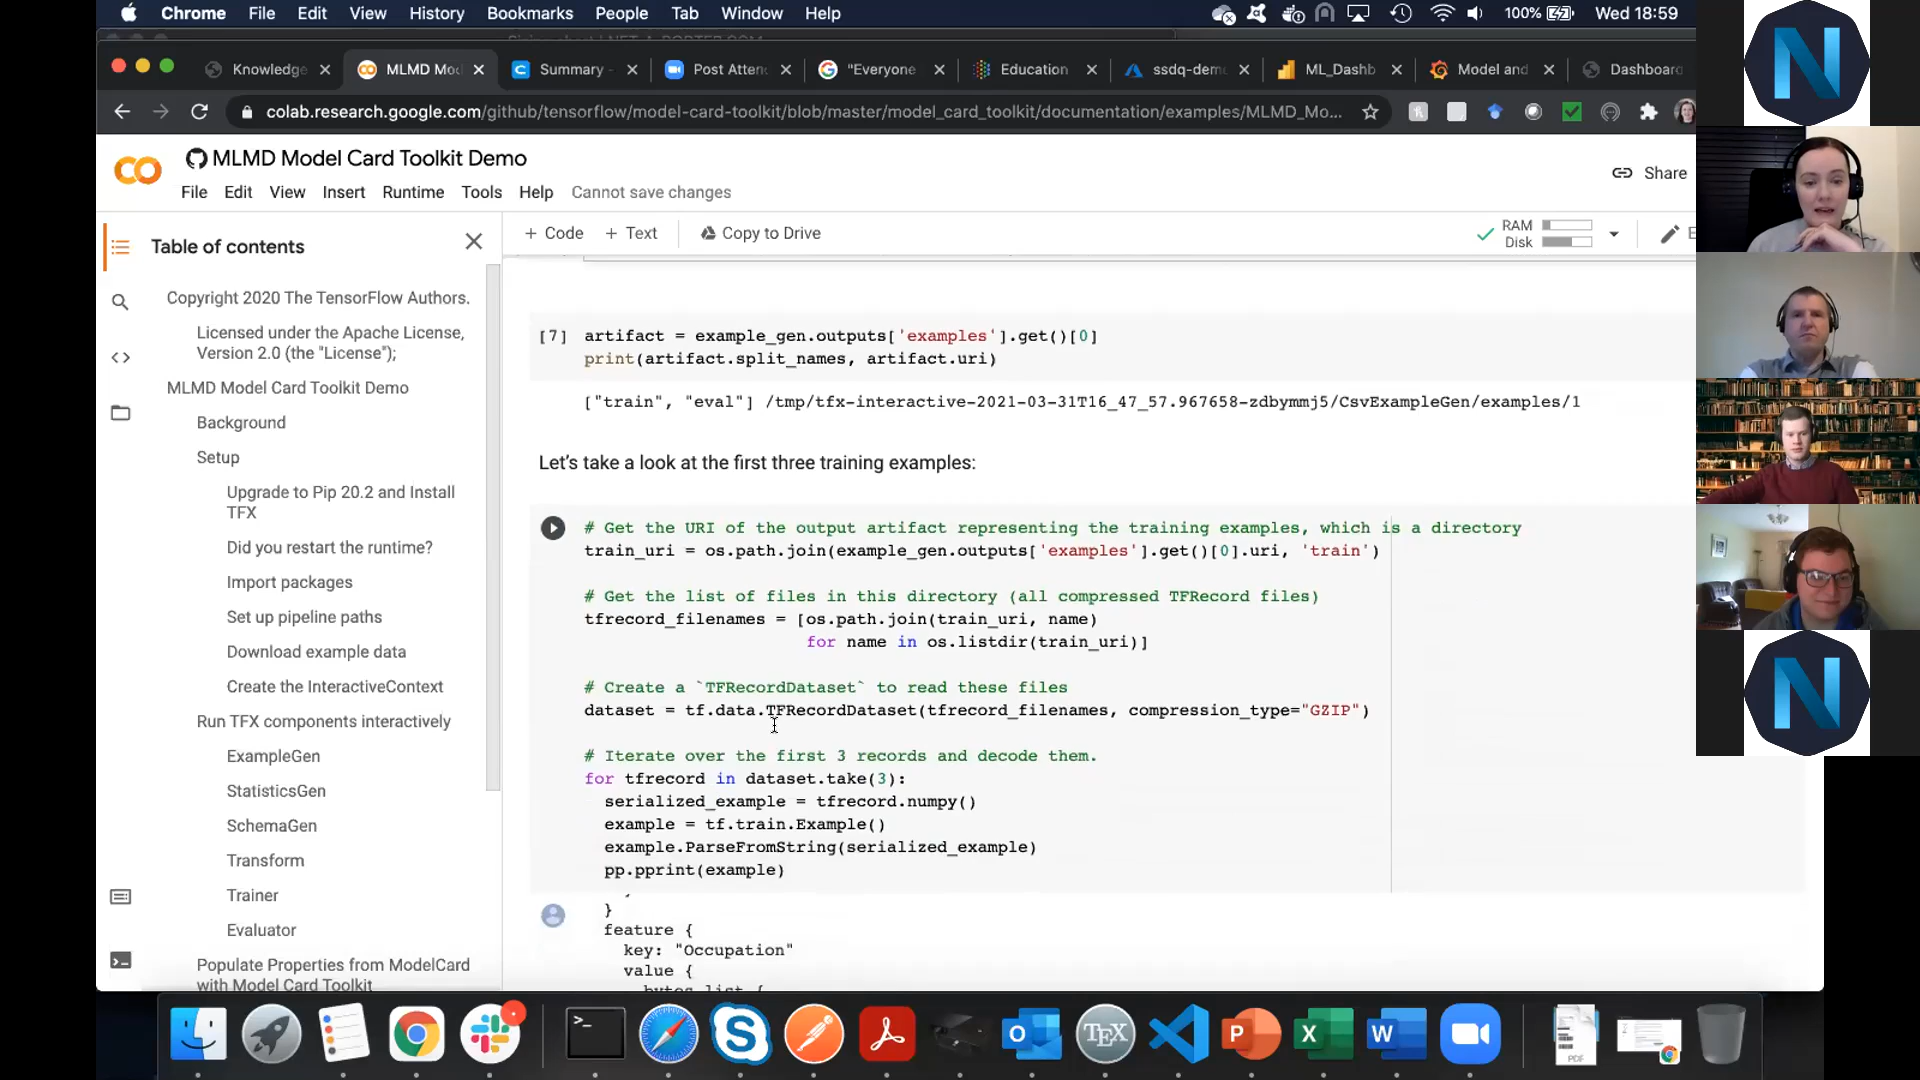 Chrome File Edit View History Bookmarks People Tab Window Help 100% Wed 18:59
Knowledge MLMD Mo Summary - Post Atten "Everyone Education ssdq-dem ML_Dashb Model and Dashboard
colab.research.google.com/github/tensorflow/model-card-toolkit/blob/master/model_card_toolkit/documentation/examples/MLMD_Mo...
MLMD Model Card Toolkit Demo
File Edit View Insert Runtime Tools Help Cannot save changes
Share
+ Code + Text Copy to Drive
RAM
Disk
Table of contents
Copyright 2020 The TensorFlow Authors.
Licensed under the Apache License,
Version 2.0 (the "License");
MLMD Model Card Toolkit Demo
Background
Setup
Upgrade to Pip 20.2 and Install
TFX
Did you restart the runtime?
Import packages
Set up pipeline paths
Download example data
Create the InteractiveContext
Run TFX components interactively
ExampleGen
StatisticsGen
SchemaGen
Transform
Trainer
Evaluator
Populate Properties from ModelCard
with Model Card Toolkit
[7] artifact = example_gen.outputs['examples'].get()[0]
print(artifact.split_names, artifact.uri)
["train", "eval"] /tmp/tfx-interactive-2021-03-31T16_47_57.967658-zdbymmj5/CsvExampleGen/examples/1
Let's take a look at the first three training examples:
# Get the URI of the output artifact representing the training examples, which is a directory
train_uri = os.path.join(example_gen.outputs['examples'].get()[0].uri, 'train')
# Get the list of files in this directory (all compressed TFRecord files)
tfrecord_filenames = [os.path.join(train_uri, name)
for name in os.listdir(train_uri)]
# Create a `TFRecordDataset` to read these files
dataset = tf.data.TFRecordDataset(tfrecord_filenames, compression_type="GZIP")
# Iterate over the first 3 records and decode them.
for tfrecord in dataset.take(3):
serialized_example = tfrecord.numpy()
example = tf.train.Example()
example.ParseFromString(serialized_example)
pp.pprint(example)
}
feature {
key: "Occupation"
value {
bytes_list {